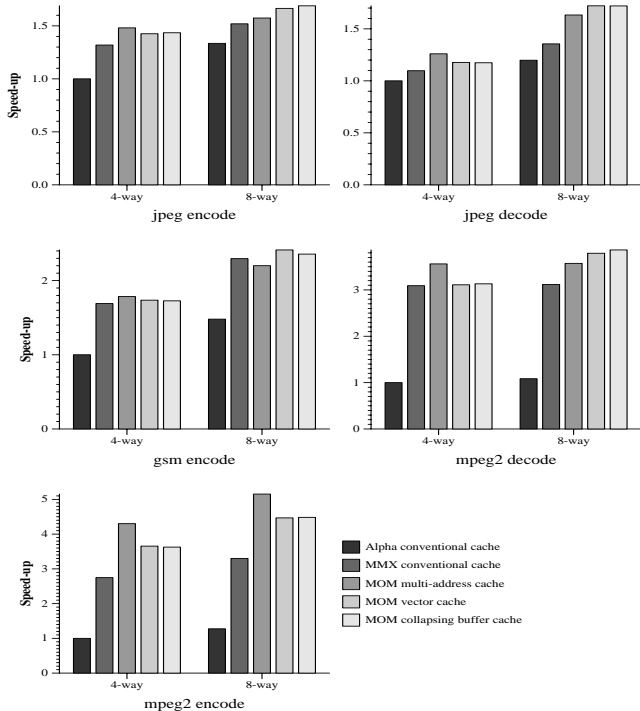 Speed-up
1.5
1.0
0.5
0.0
4-way
8-way
jpeg encode
1.5
1.0
0.5
0.0
4-way
8-way
jpeg decode
Speed-up
2
1
0
4-way
8-way
gsm encode
3
2
1
0
4-way
8-way
mpeg2 decode
Speed-up
5
4
3
2
1
0
4-way
8-way
mpeg2 encode
Alpha conventional cache
MMX conventional cache
MOM multi-address cache
MOM vector cache
MOM collapsing buffer cache